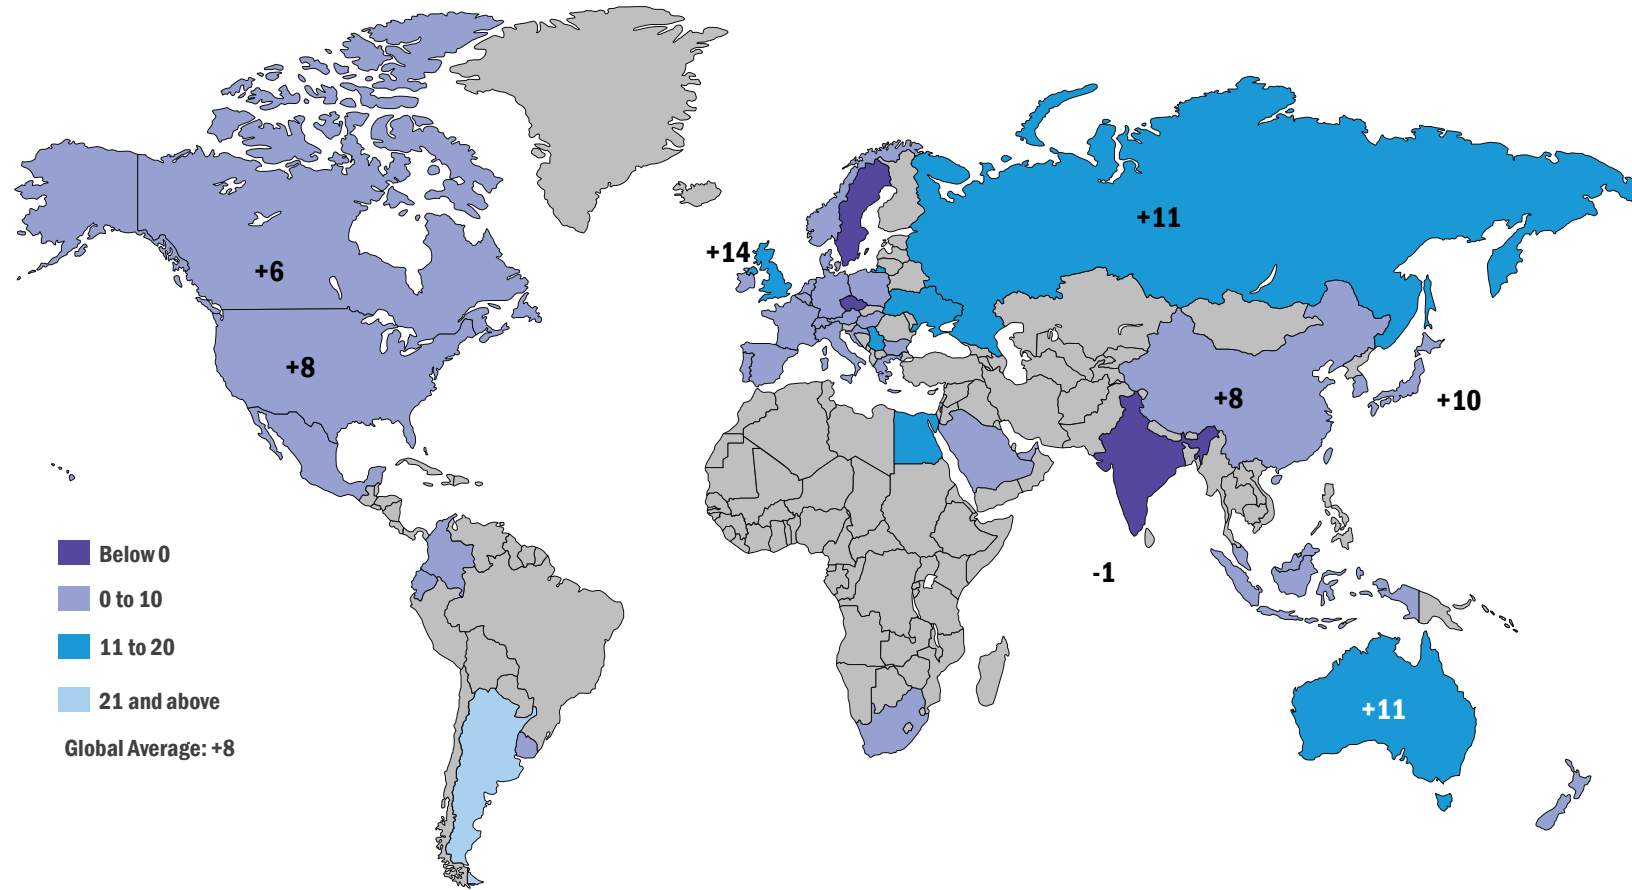 +11
+14
+6
+8
+8
+10
Below 0
0 to 10
11 to 20
21 and above
Global Average: +8
-1
+11